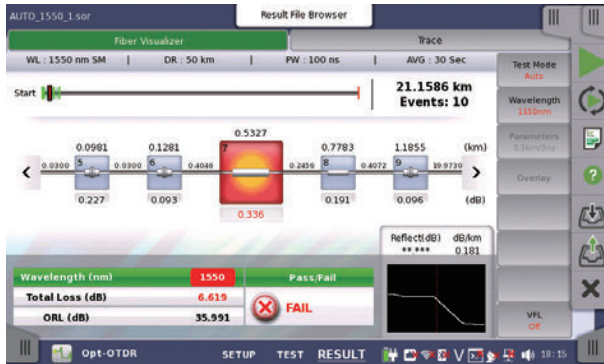 AUTO_1550_1.sor
Result File Browser
Fiber Visualizer
Trace
WL : 1550 nm SM | DR : 50 km | PW : 100 ns | AVG : 30 Sec
Start
21.1586 km
Events: 10
0.0981 0.1281 0.5327 0.7783 1.1855 (km)
0.0300 5 0.0300 6 0.4046 7 0.2456 8 0.4072 9 19.9730
0.227 0.093 0.336 0.191 0.096 (dB)
Reflect(dB) dB/km
**.*** 0.181
Wavelength (nm) 1550 Pass/Fail
Total Loss (dB) 6.619
ORL (dB) 35.991
FAIL
Test Mode
Auto
Wavelength
1550nm
Parameters
0.3km/3ns
Overlay
VFL
Off
Opt-OTDR
SETUP TEST RESULT
18:15